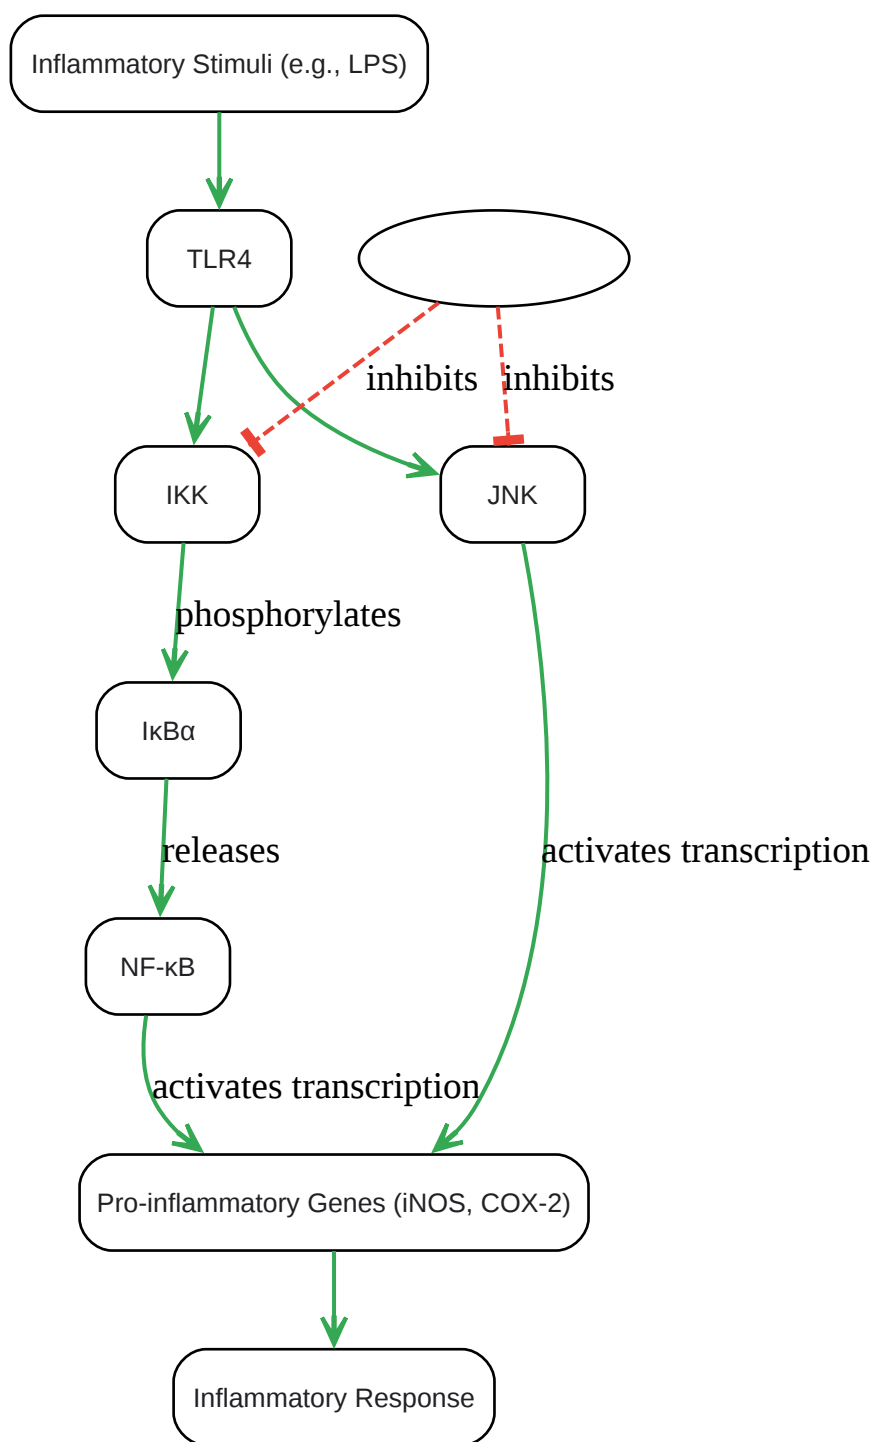 Inflammatory Stimuli (e.g., LPS)
TLR4
inhibits
inhibits
IKK
JNK
phosphorylates
IκBα
releases
activates transcription
NF-κB
activates transcription
Pro-inflammatory Genes (iNOS, COX-2)
Inflammatory Response